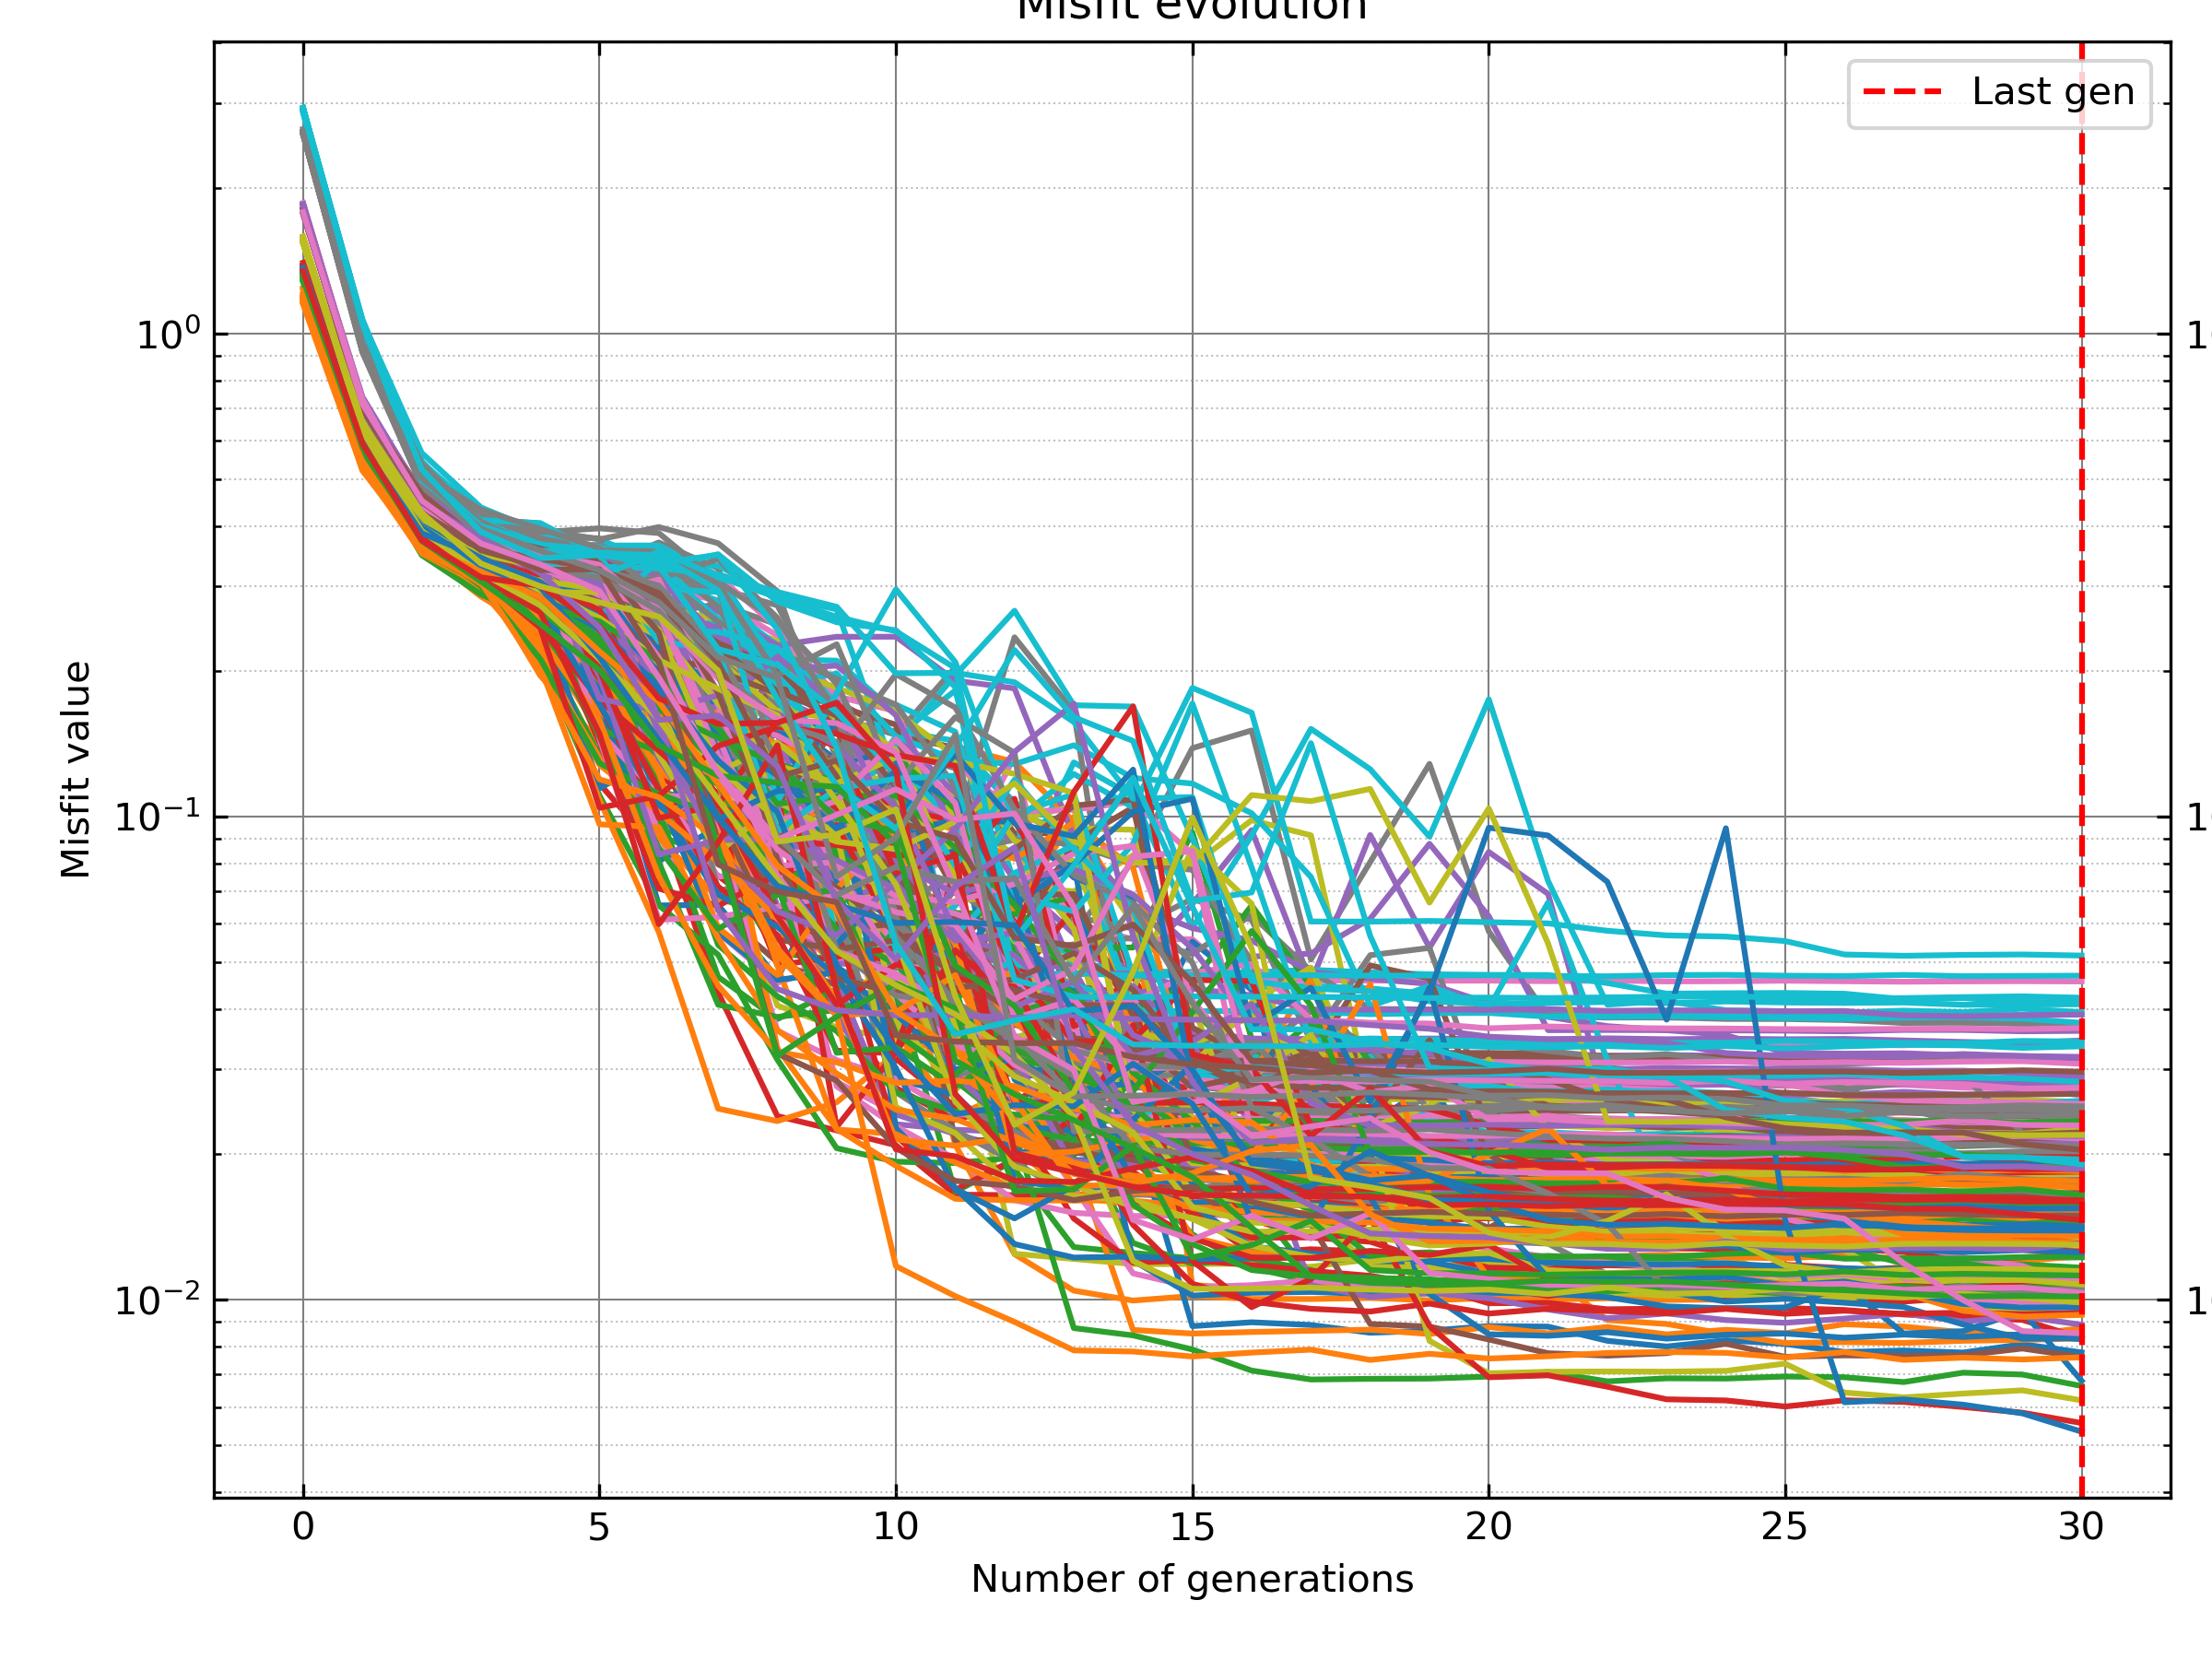 Misfit evolution
Last gen
10⁰
10⁻¹
10⁻²
Misfit value
0 5 10 15 20 25 30
Number of generations